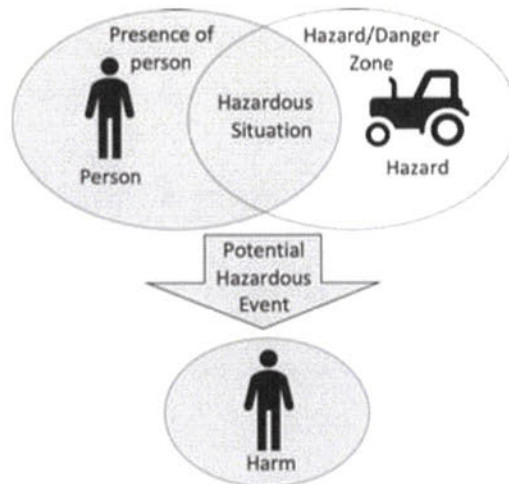 Presence of
person
Person
Hazardous
Situation
Hazard/Danger
Zone
Hazard
Potential
Hazardous
Event
Harm